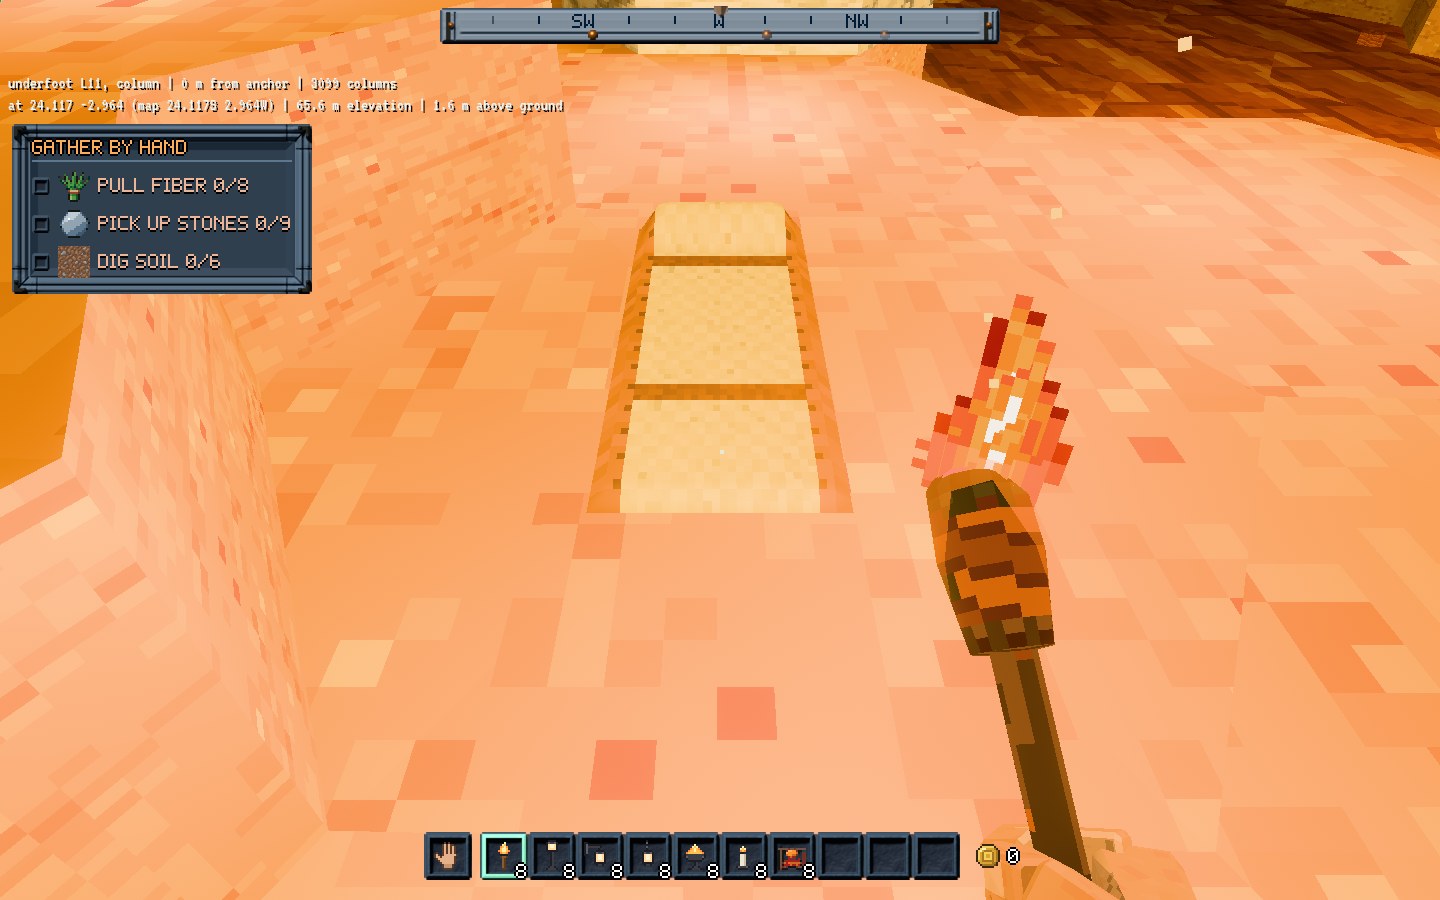 SW W NW
underfoot L11, column | 0 m from anchor | 3099 columns
at 24.117 -2.964 (map 24.117S 2.964W) | 65.6 m elevation | 1.6 m above ground
GATHER BY HAND
PULL FIBER 0/8
PICK UP STONES 0/9
DIG SOIL 0/6
8 8 8 8 8 8 8 0